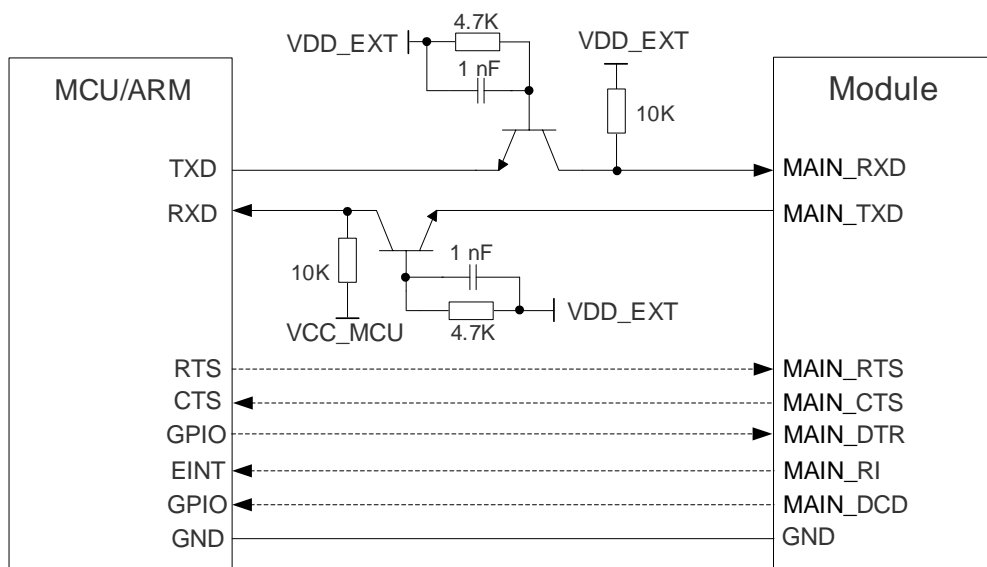 4.7K
VDD_EXT
VDD_EXT
1 nF
MCU/ARM
Module
10K
TXD
MAIN_RXD
RXD
MAIN_TXD
1 nF
10K
VDD_EXT
VCC_MCU
4.7K
RTS
MAIN_RTS
CTS
MAIN_CTS
GPIO
MAIN_DTR
EINT
MAIN_RI
GPIO
MAIN_DCD
GND
GND